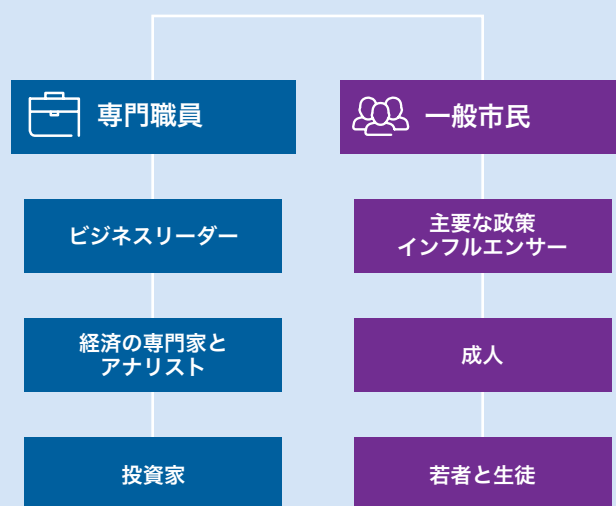 専門職員
ビジネスリーダー
経済の専門家と
アナリスト
投資家
一般市民
主要な政策
インフルエンサー
成人
若者と生徒